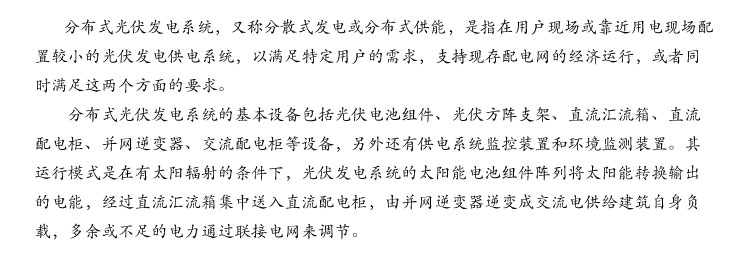 分布式光伏发电系统，又称分散式发电或分布式供能，是指在用户现场或靠近用电现场配
置较小的光伏发电供电系统，以满足特定用户的需求，支持现存配电网的经济运行，或者同
时满足这两个方面的要求。
分布式光伏发电系统的基本设备包括光伏电池组件、光伏方阵支架、直流汇流箱、直流
配电柜、并网逆变器、交流配电柜等设备，另外还有供电系统监控装置和环境监测装置。其
运行模式是在有太阳辐射的条件下，光伏发电系统的太阳能电池组件阵列将太阳能转换输出
的电能，经过直流汇流箱集中送入直流配电柜，由并网逆变器逆变成交流电供给建筑自身负
载，多余或不足的电力通过联接电网来调节。